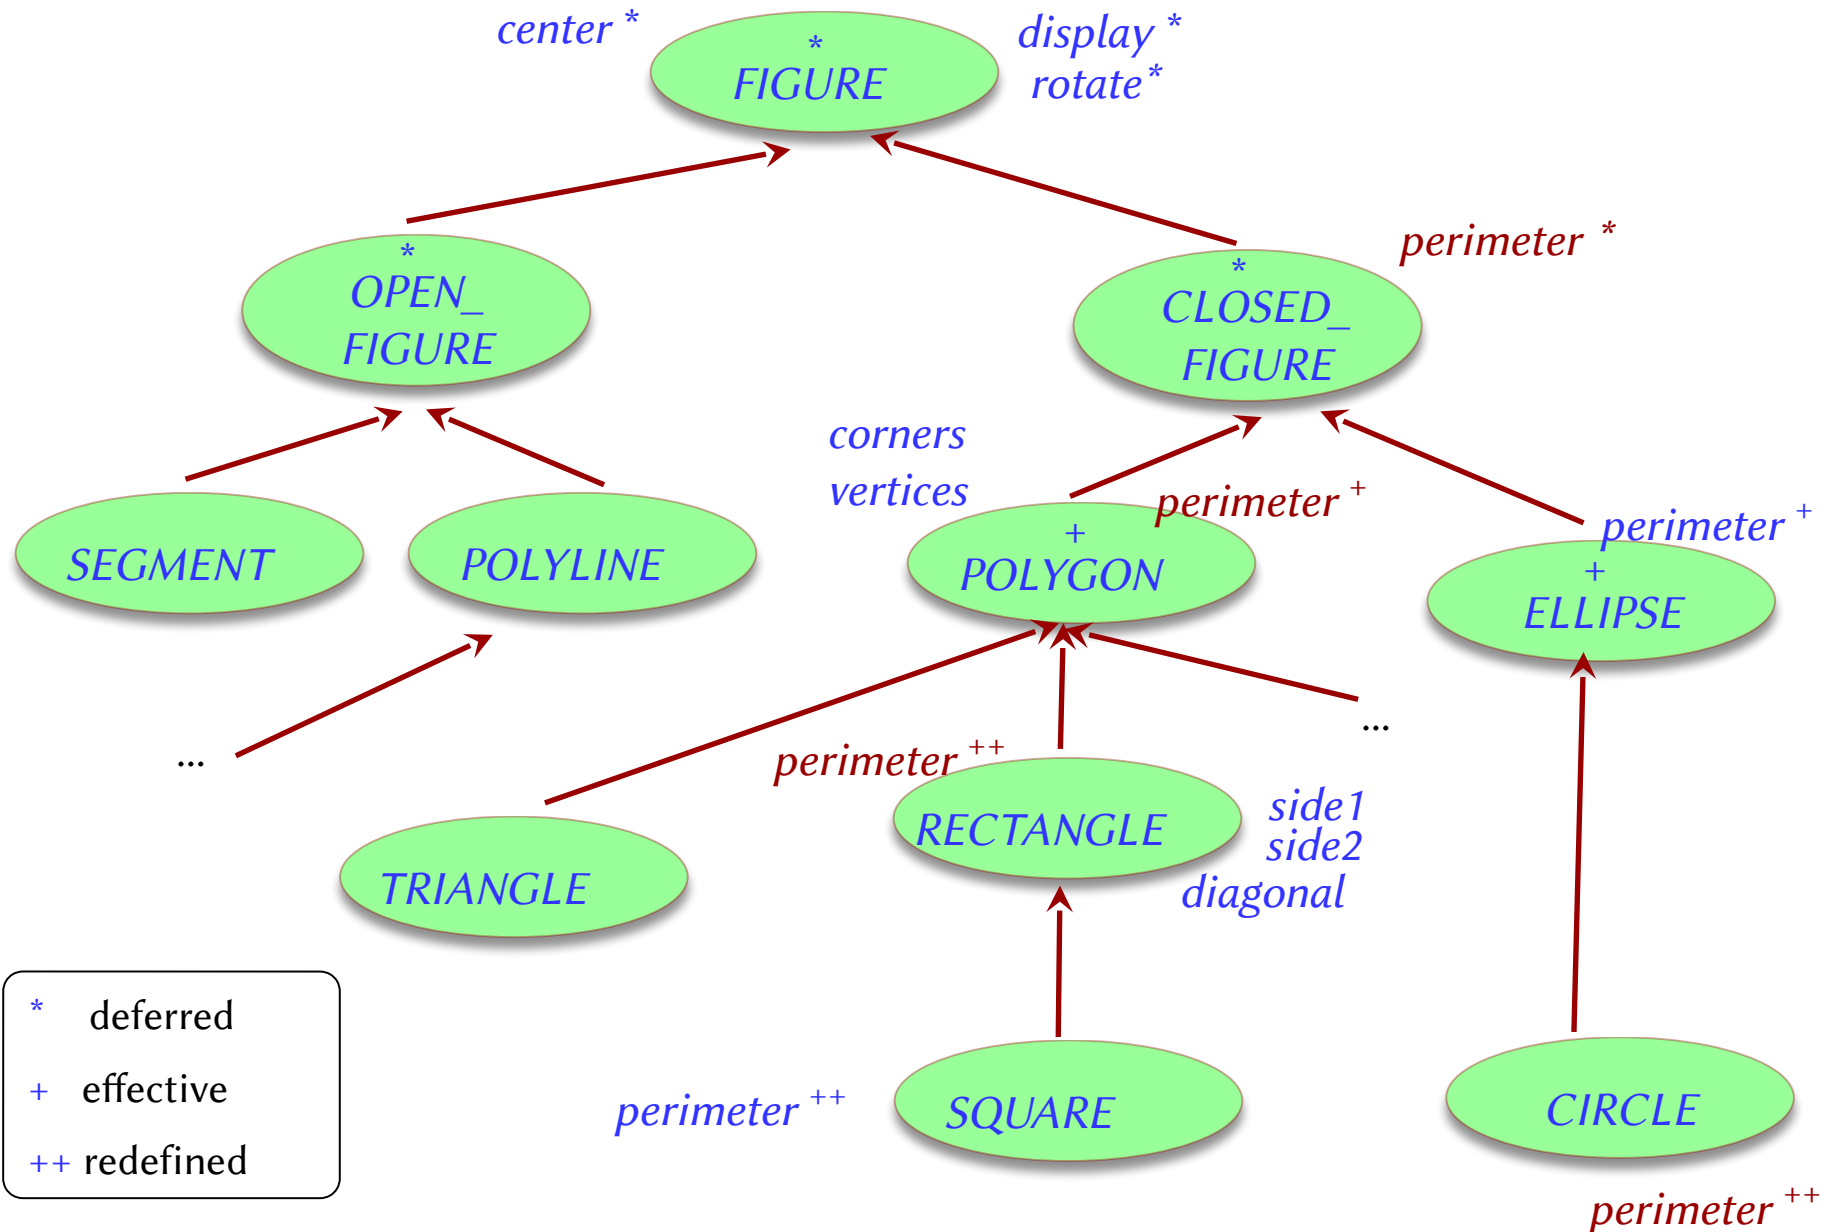 center *
*
FIGURE
display *
rotate *
*
OPEN_
FIGURE
perimeter *
*
CLOSED_
FIGURE
corners
vertices
SEGMENT
POLYLINE
perimeter +
+
POLYGON
perimeter +
+
ELLIPSE
...
...
perimeter ++
RECTANGLE
side1
side2
diagonal
TRIANGLE
* deferred
+ effective
++ redefined
perimeter ++
SQUARE
CIRCLE
perimeter ++